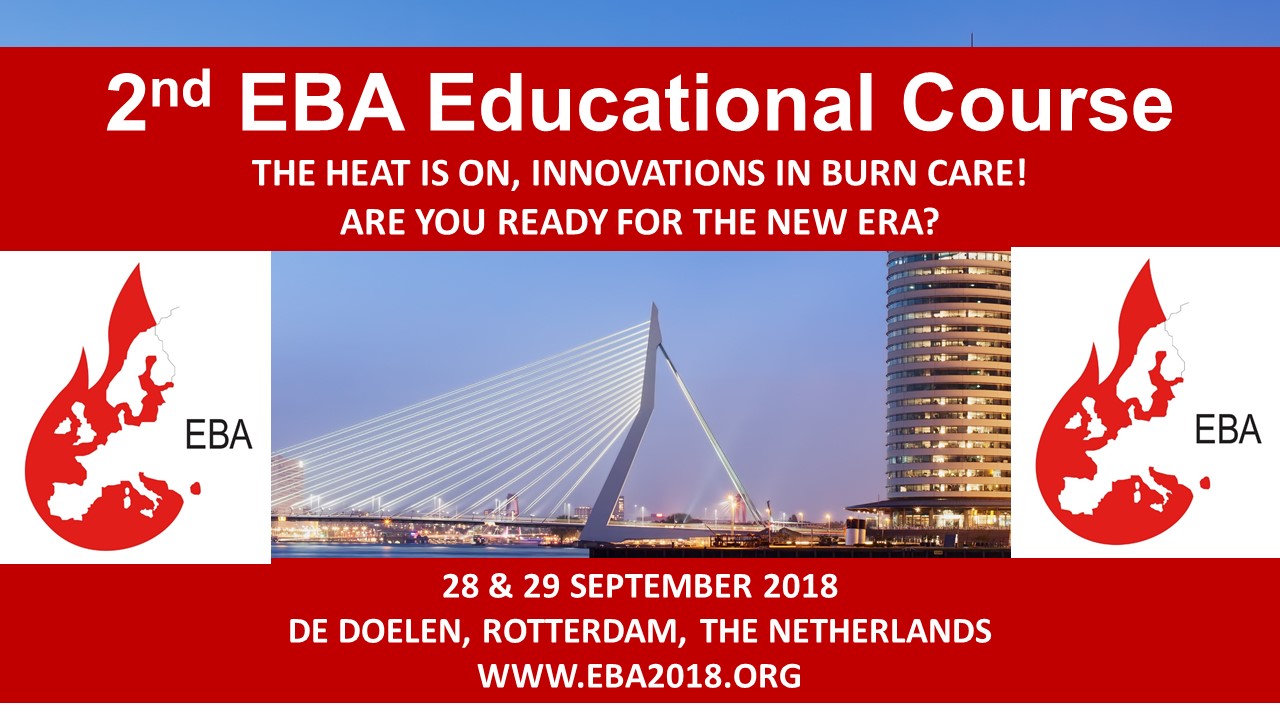 2nd EBA Educational Course
THE HEAT IS ON, INNOVATIONS IN BURN CARE!
ARE YOU READY FOR THE NEW ERA?
EBA
EBA
28 & 29 SEPTEMBER 2018
DE DOELEN, ROTTERDAM, THE NETHERLANDS
WWW.EBA2018.ORG